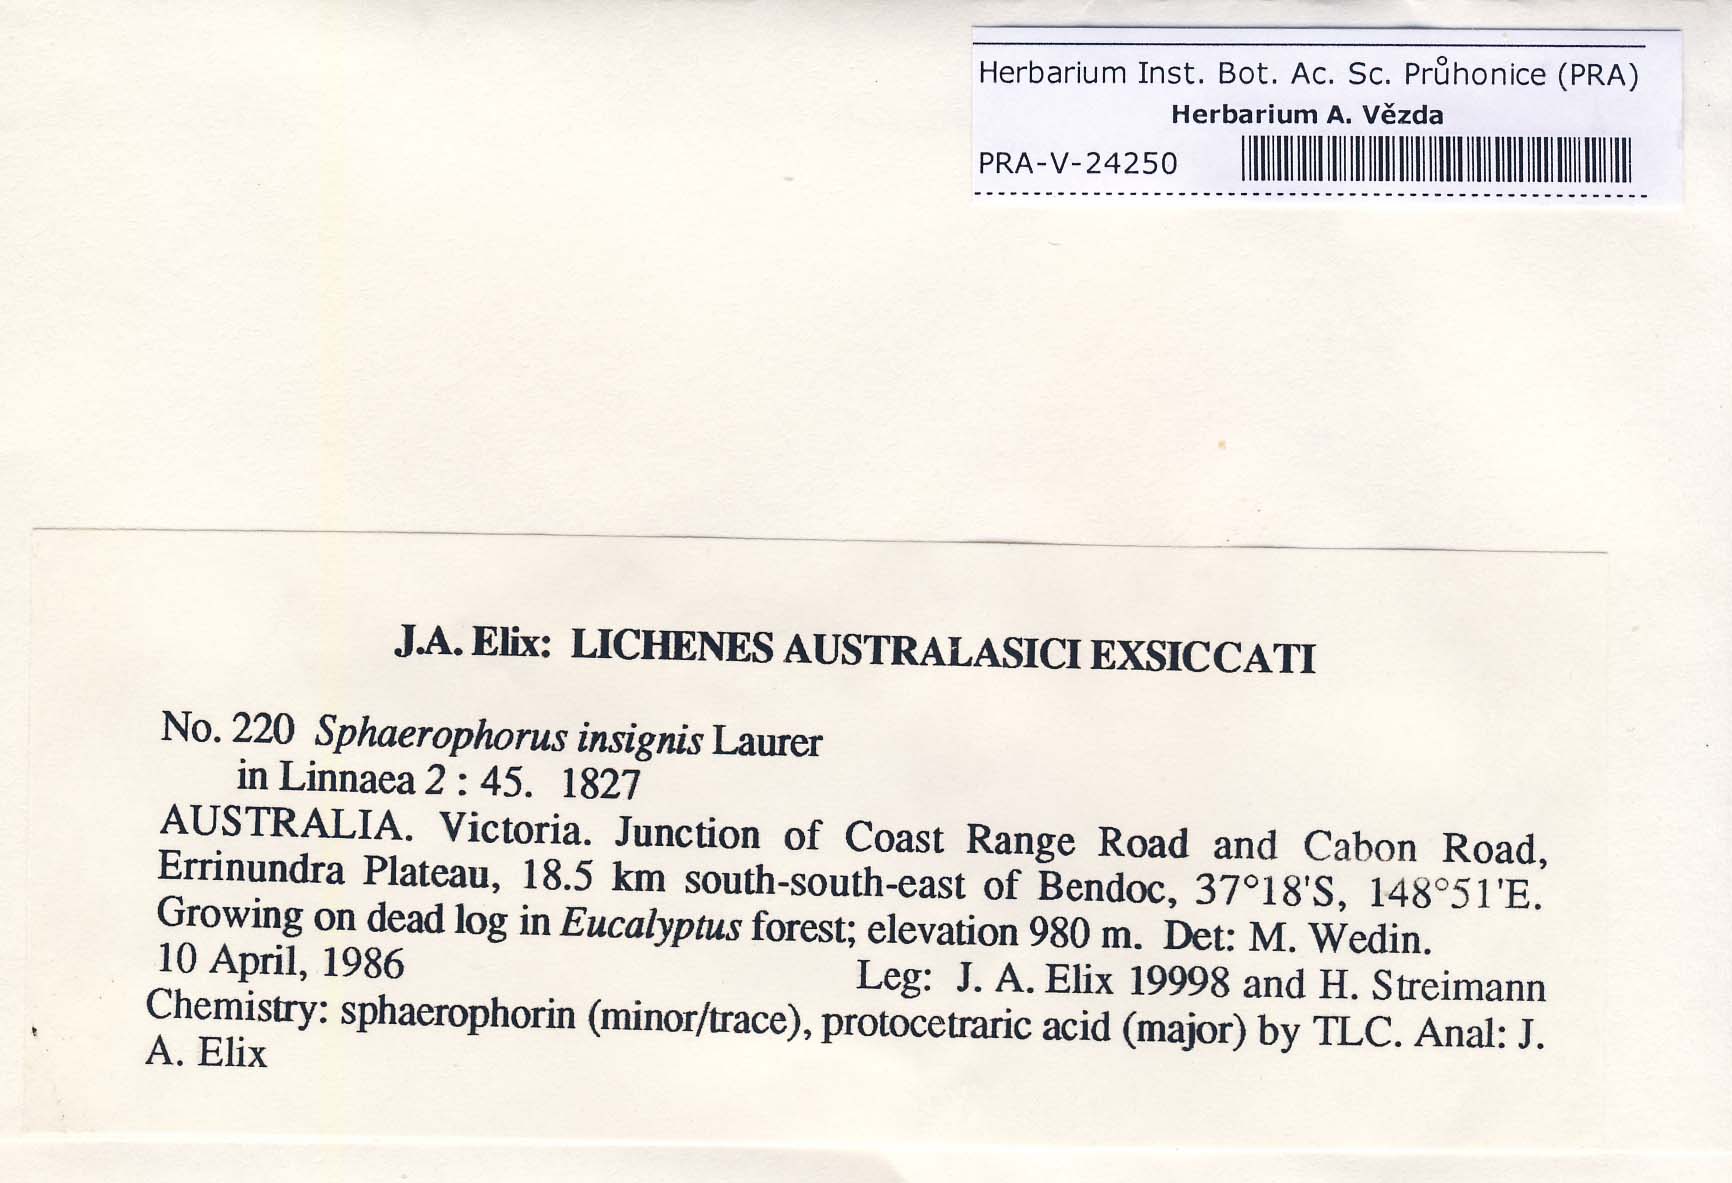 Herbarium Inst. Bot. Ac. Sc. Průhonice (PRA)
Herbarium A. Vězda
PRA-V-24250
J.A. Elix: LICHENES AUSTRALASICI EXSICCATI
No. 220 Sphaerophorus insignis Laurer
in Linnaea 2 : 45. 1827
AUSTRALIA. Victoria. Junction of Coast Range Road and Cabon Road,
Errinundra Plateau, 18.5 km south-south-east of Bendoc, 37°18'S, 148°51'E.
Growing on dead log in Eucalyptus forest; elevation 980 m. Det: M. Wedin.
10 April, 1986 Leg: J. A. Elix 19998 and H. Streimann
Chemistry: sphaerophorin (minor/trace), protocetraric acid (major) by TLC. Anal: J.
A. Elix